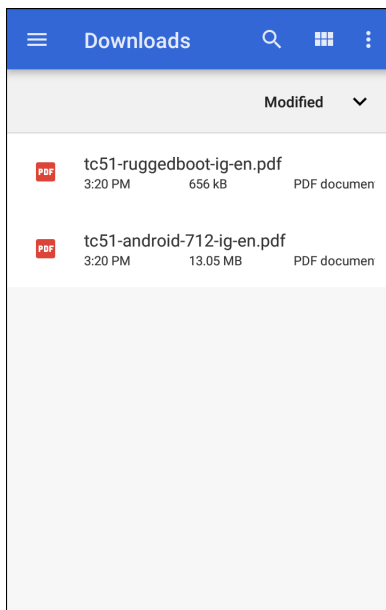 Downloads
Modified
PDF
tc51-ruggedboot-ig-en.pdf
3:20 PM 656 kB PDF documen
PDF
tc51-android-712-ig-en.pdf
3:20 PM 13.05 MB PDF documen